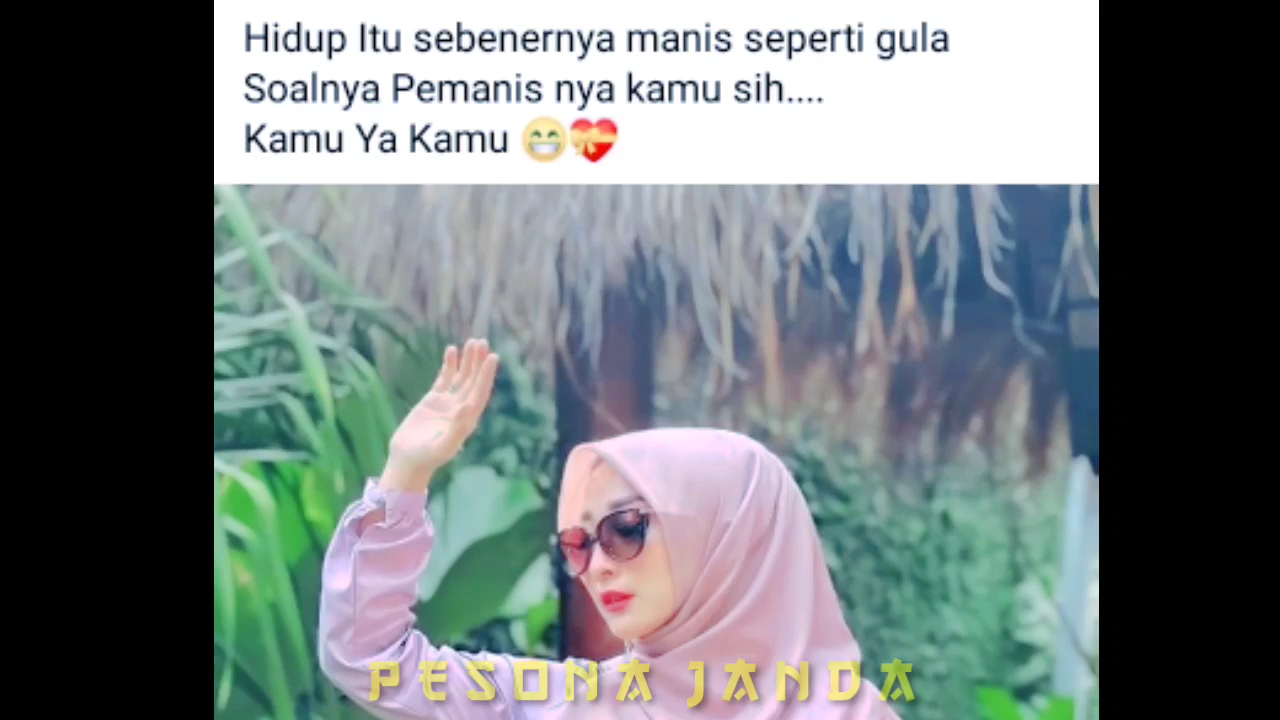 Hidup Itu sebenernya manis seperti gula
Soalnya Pemanis nya kamu sih....
Kamu Ya Kamu 😁💝
PESONA JANDA